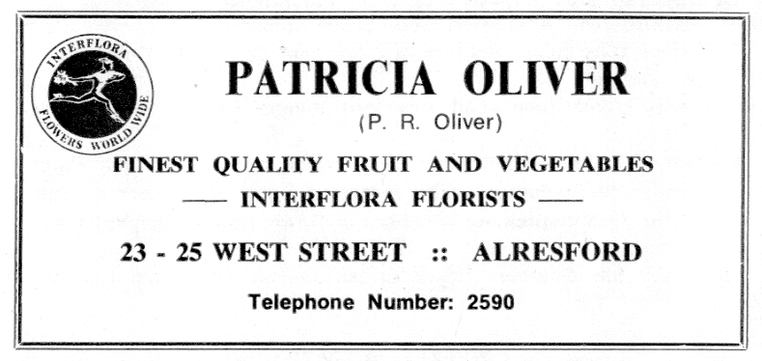 INTERFLORA
FLOWERS WORLD WIDE
PATRICIA OLIVER
(P. R. Oliver)
FINEST QUALITY FRUIT AND VEGETABLES
— INTERFLORA FLORISTS —
23 - 25 WEST STREET :: ALRESFORD
Telephone Number: 2590